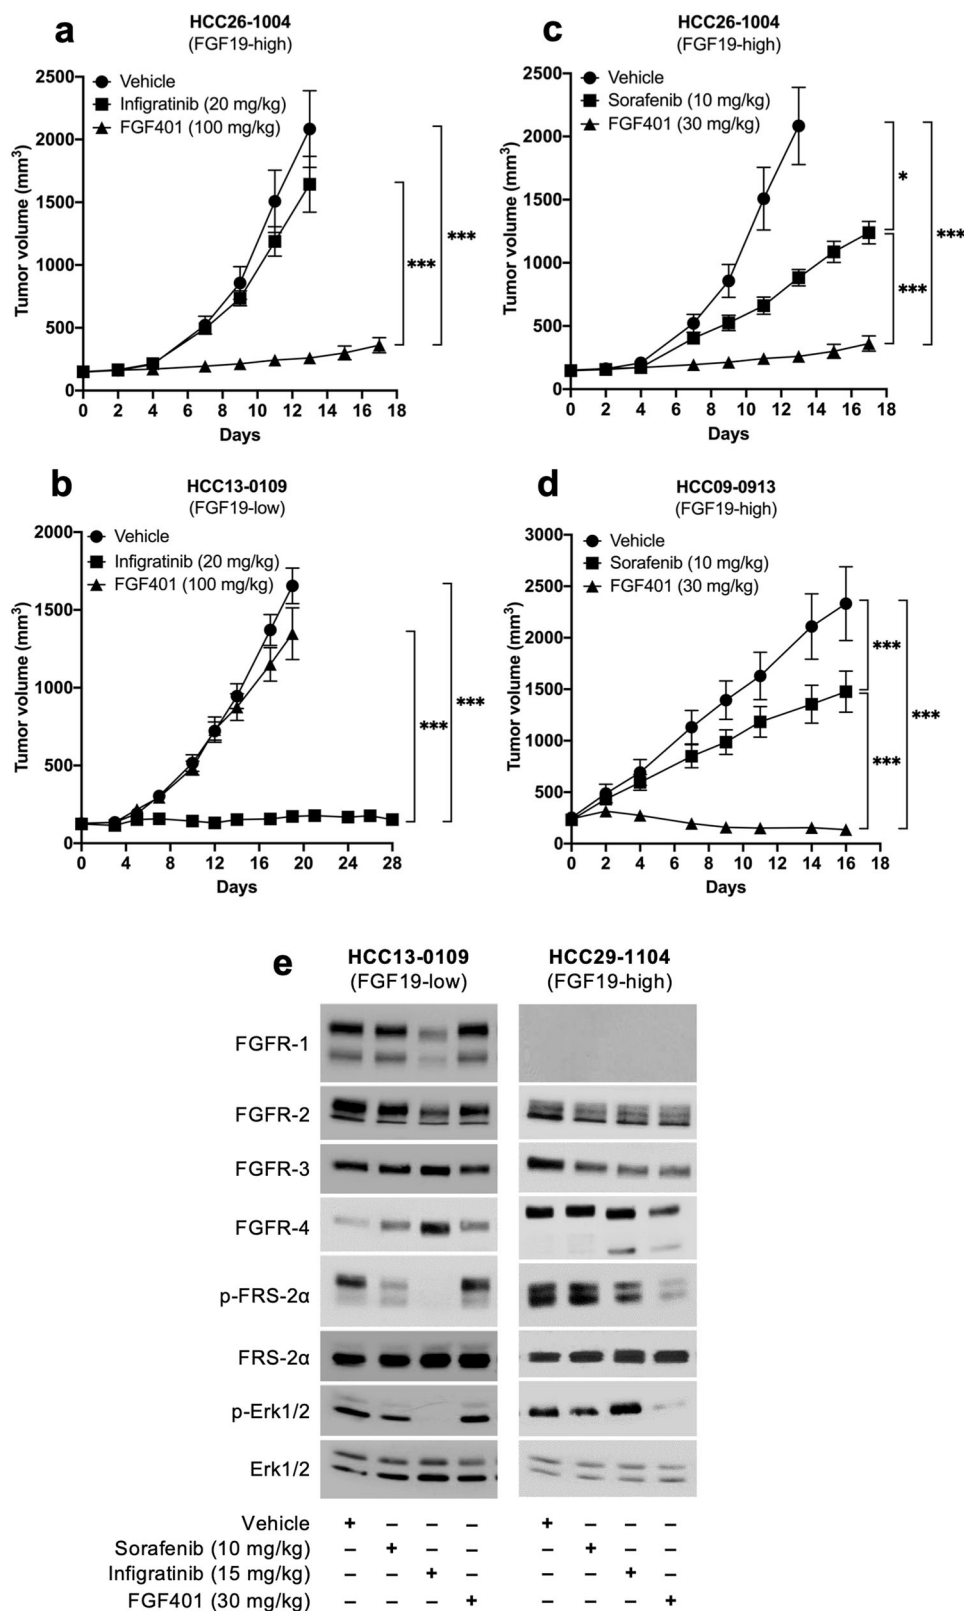 a
HCC26-1004
(FGF19-high)
2500
2000
1500
1000
500
0
Tumor volume (mm³)
Vehicle
Infigratinib (20 mg/kg)
FGF401 (100 mg/kg)
***
***
0 2 4 6 8 10 12 14 16 18
Days
c
HCC26-1004
(FGF19-high)
2500
2000
1500
1000
500
0
Tumor volume (mm³)
Vehicle
Sorafenib (10 mg/kg)
FGF401 (30 mg/kg)
*
***
***
0 2 4 6 8 10 12 14 16 18
Days
b
HCC13-0109
(FGF19-low)
2000
1500
1000
500
0
Tumor volume (mm³)
Vehicle
Infigratinib (20 mg/kg)
FGF401 (100 mg/kg)
***
***
0 4 8 12 16 20 24 28
Days
d
HCC09-0913
(FGF19-high)
3000
2500
2000
1500
1000
500
0
Tumor volume (mm³)
Vehicle
Sorafenib (10 mg/kg)
FGF401 (30 mg/kg)
***
***
***
0 2 4 6 8 10 12 14 16 18
Days
e
HCC13-0109 HCC29-1104
(FGF19-low) (FGF19-high)
FGFR-1
FGFR-2
FGFR-3
FGFR-4
p-FRS-2α
FRS-2α
p-Erk1/2
Erk1/2
Vehicle + – – – + – – –
Sorafenib (10 mg/kg) – + – – – + – –
Infigratinib (15 mg/kg) – – + – – – + –
FGF401 (30 mg/kg) – – – + – – – +